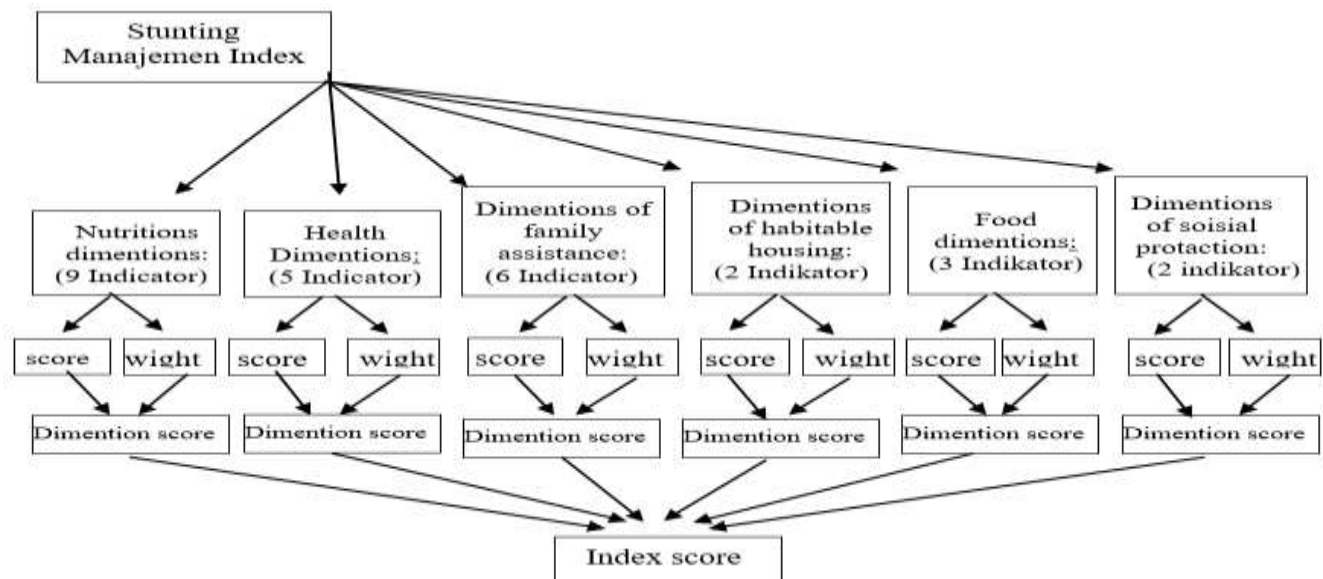 Stunting
Manajemen Index
Nutritions
dimentions:
(9 Indicator)
Health
Dimentions;
(5 Indicator)
Dimentions of
family
assistance:
(6 Indicator)
Dimentions
of habitable
housing:
(2 Indikator)
Food
dimentions;
(3 Indikator)
Dimentions
of soisial
protaction:
(2 indikator)
score
wight
score
wight
score
wight
score
wight
score
wight
score
wight
Dimention score
Dimention score
Dimention score
Dimention score
Dimention score
Dimention score
Index score